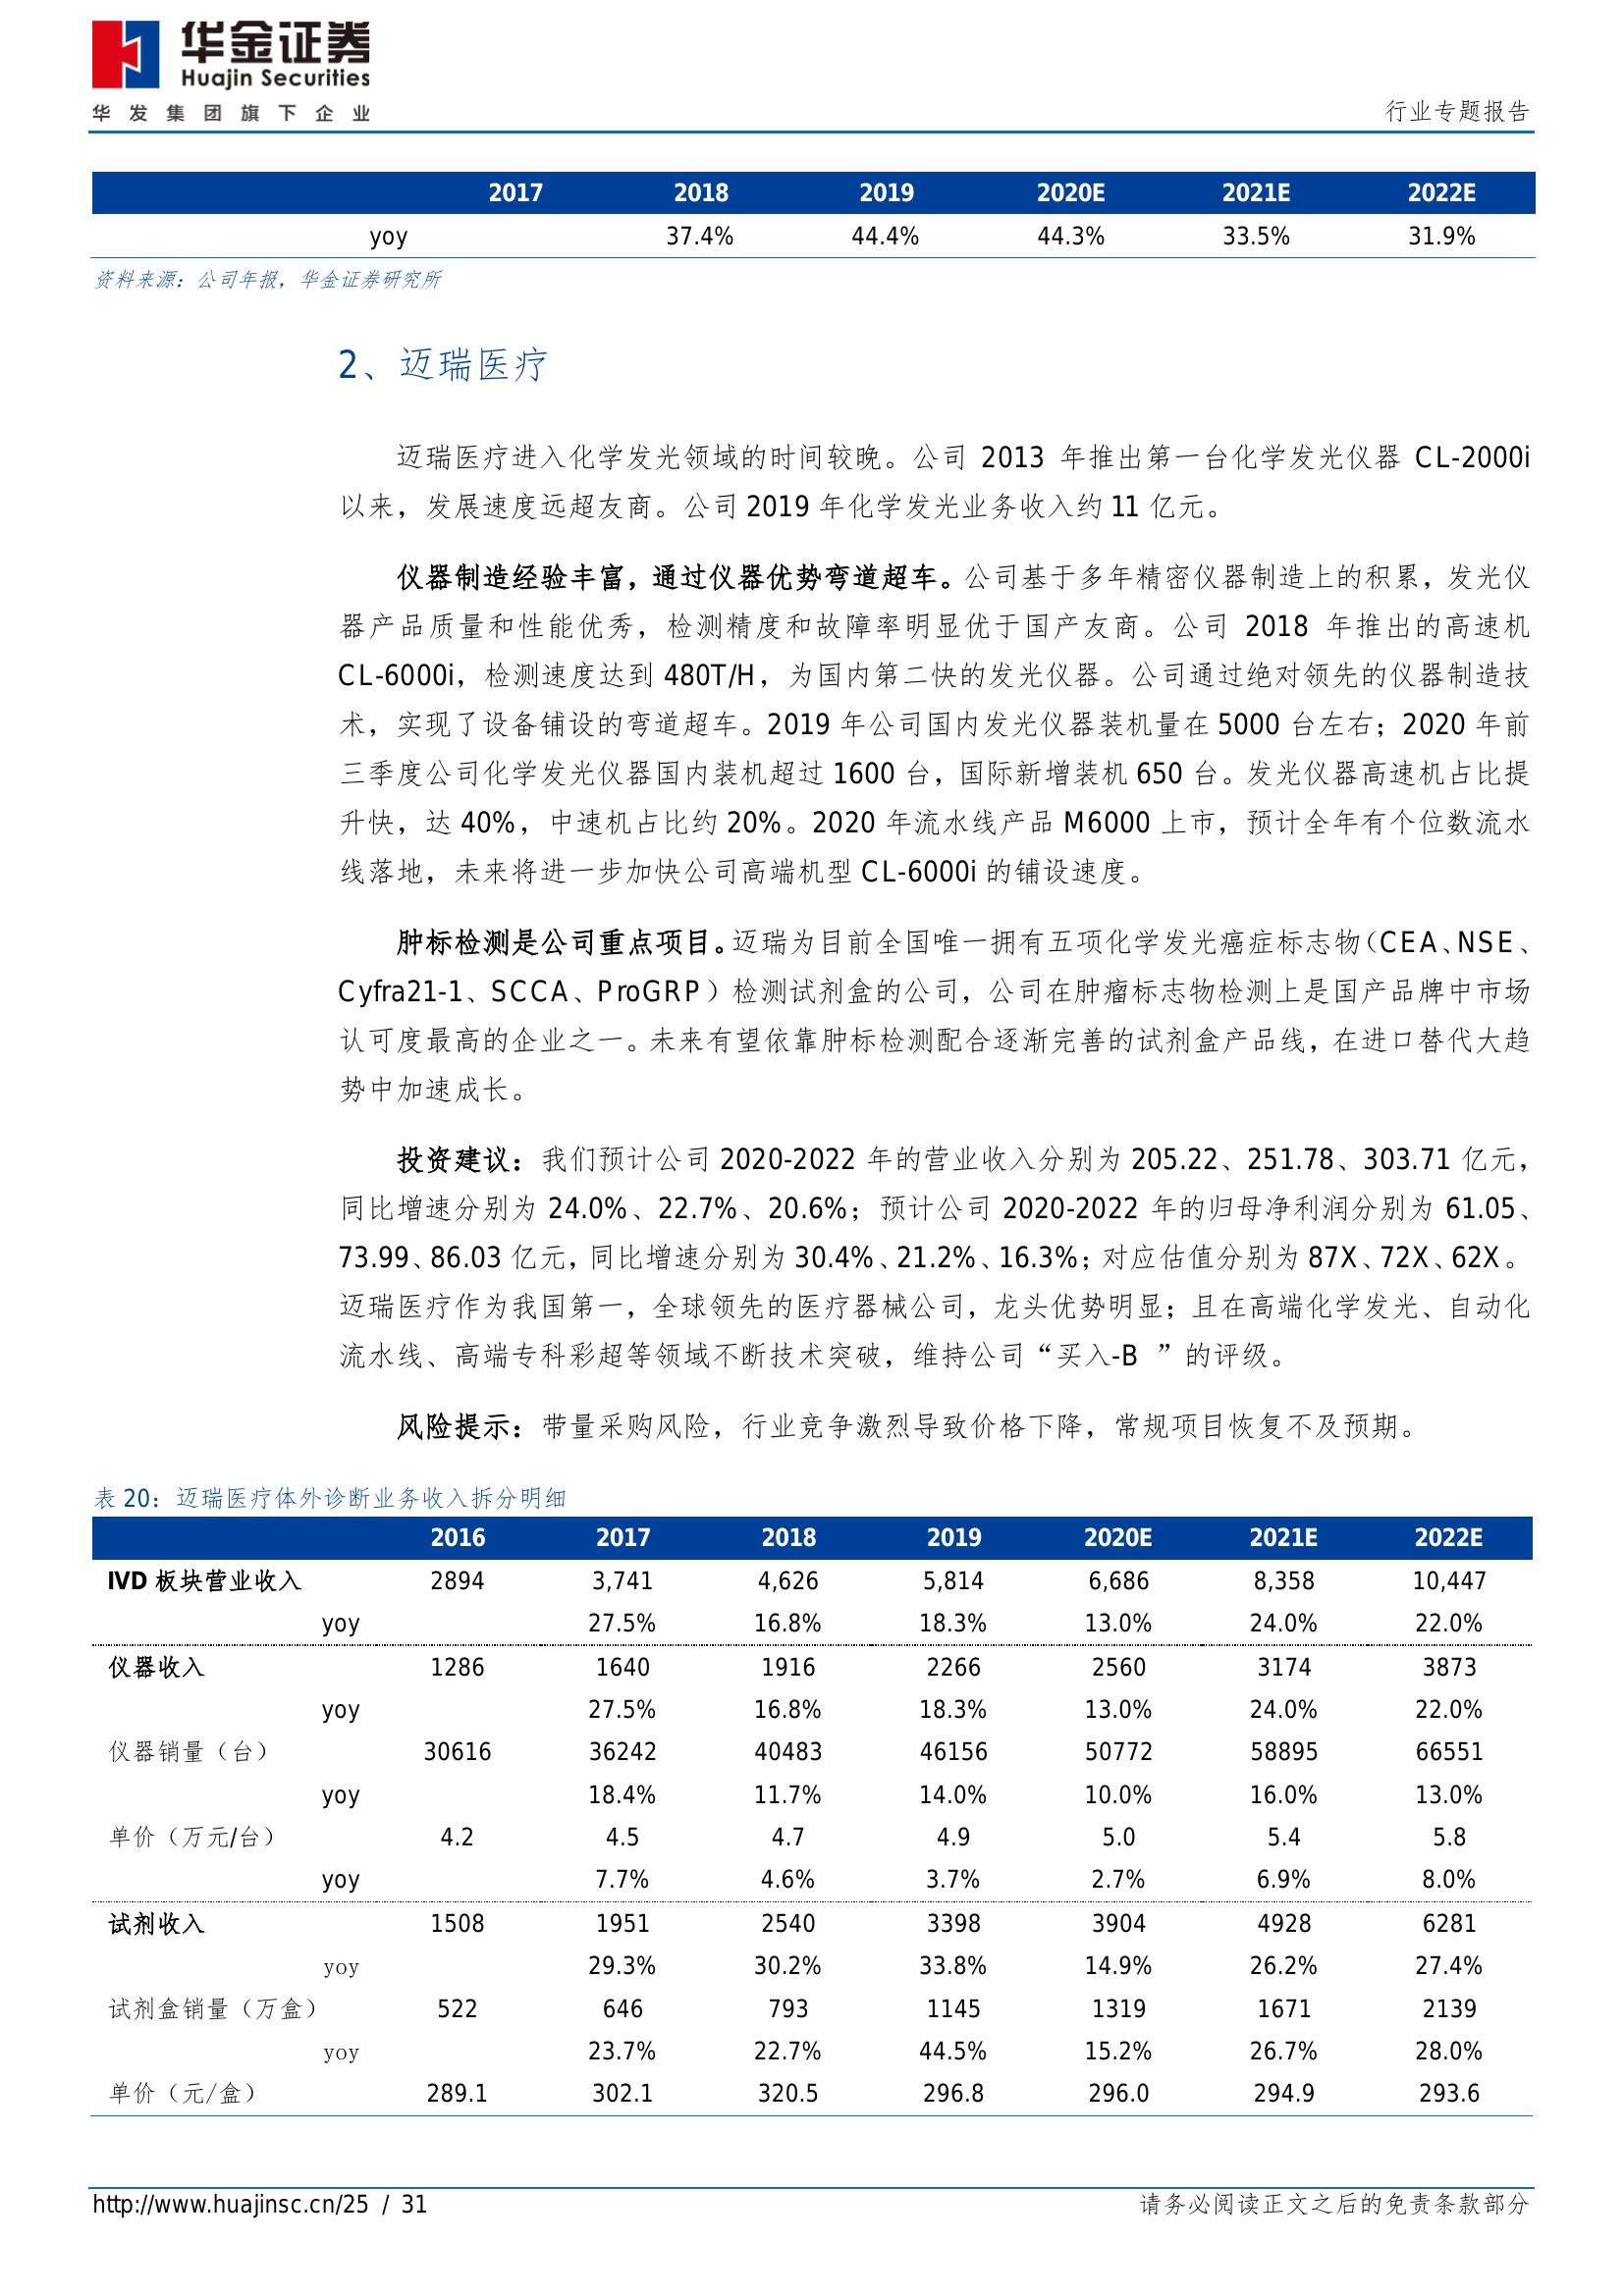 华金证券
Huajin Securities
华发集团旗下企业
行业专题报告
2017 2018 2019 2020E 2021E 2022E
yoy 37.4% 44.4% 44.3% 33.5% 31.9%
资料来源：公司年报，华金证券研究所
2、迈瑞医疗
迈瑞医疗进入化学发光领域的时间较晚。公司 2013 年推出第一台化学发光仪器 CL-2000i
以来，发展速度远超友商。公司 2019 年化学发光业务收入约 11 亿元。
仪器制造经验丰富，通过仪器优势弯道超车。公司基于多年精密仪器制造上的积累，发光仪
器产品质量和性能优秀，检测精度和故障率明显优于国产友商。公司 2018 年推出的高速机
CL-6000i，检测速度达到 480T/H，为国内第二快的发光仪器。公司通过绝对领先的仪器制造技
术，实现了设备铺设的弯道超车。2019 年公司国内发光仪器装机量在 5000 台左右；2020 年前
三季度公司化学发光仪器国内装机超过 1600 台，国际新增装机 650 台。发光仪器高速机占比提
升快，达 40%，中速机占比约 20%。2020 年流水线产品 M6000 上市，预计全年有个位数流水
线落地，未来将进一步加快公司高端机型 CL-6000i 的铺设速度。
肿标检测是公司重点项目。迈瑞为目前全国唯一拥有五项化学发光癌症标志物（CEA、NSE、
Cyfra21-1、SCCA、ProGRP）检测试剂盒的公司，公司在肿瘤标志物检测上是国产品牌中市场
认可度最高的企业之一。未来有望依靠肿标检测配合逐渐完善的试剂盒产品线，在进口替代大趋
势中加速成长。
投资建议：我们预计公司 2020-2022 年的营业收入分别为 205.22、251.78、303.71 亿元，
同比增速分别为 24.0%、22.7%、20.6%；预计公司 2020-2022 年的归母净利润分别为 61.05、
73.99、86.03 亿元，同比增速分别为 30.4%、21.2%、16.3%；对应估值分别为 87X、72X、62X。
迈瑞医疗作为我国第一，全球领先的医疗器械公司，龙头优势明显；且在高端化学发光、自动化
流水线、高端专科彩超等领域不断技术突破，维持公司“买入-B ”的评级。
风险提示：带量采购风险，行业竞争激烈导致价格下降，常规项目恢复不及预期。
表 20：迈瑞医疗体外诊断业务收入拆分明细
2016 2017 2018 2019 2020E 2021E 2022E
IVD 板块营业收入 2894 3,741 4,626 5,814 6,686 8,358 10,447
yoy 27.5% 16.8% 18.3% 13.0% 24.0% 22.0%
仪器收入 1286 1640 1916 2266 2560 3174 3873
yoy 27.5% 16.8% 18.3% 13.0% 24.0% 22.0%
仪器销量（台） 30616 36242 40483 46156 50772 58895 66551
yoy 18.4% 11.7% 14.0% 10.0% 16.0% 13.0%
单价（万元/台） 4.2 4.5 4.7 4.9 5.0 5.4 5.8
yoy 7.7% 4.6% 3.7% 2.7% 6.9% 8.0%
试剂收入 1508 1951 2540 3398 3904 4928 6281
yoy 29.3% 30.2% 33.8% 14.9% 26.2% 27.4%
试剂盒销量（万盒） 522 646 793 1145 1319 1671 2139
yoy 23.7% 22.7% 44.5% 15.2% 26.7% 28.0%
单价（元/盒） 289.1 302.1 320.5 296.8 296.0 294.9 293.6
http://www.huajinsc.cn/25 / 31
请务必阅读正文之后的免责条款部分